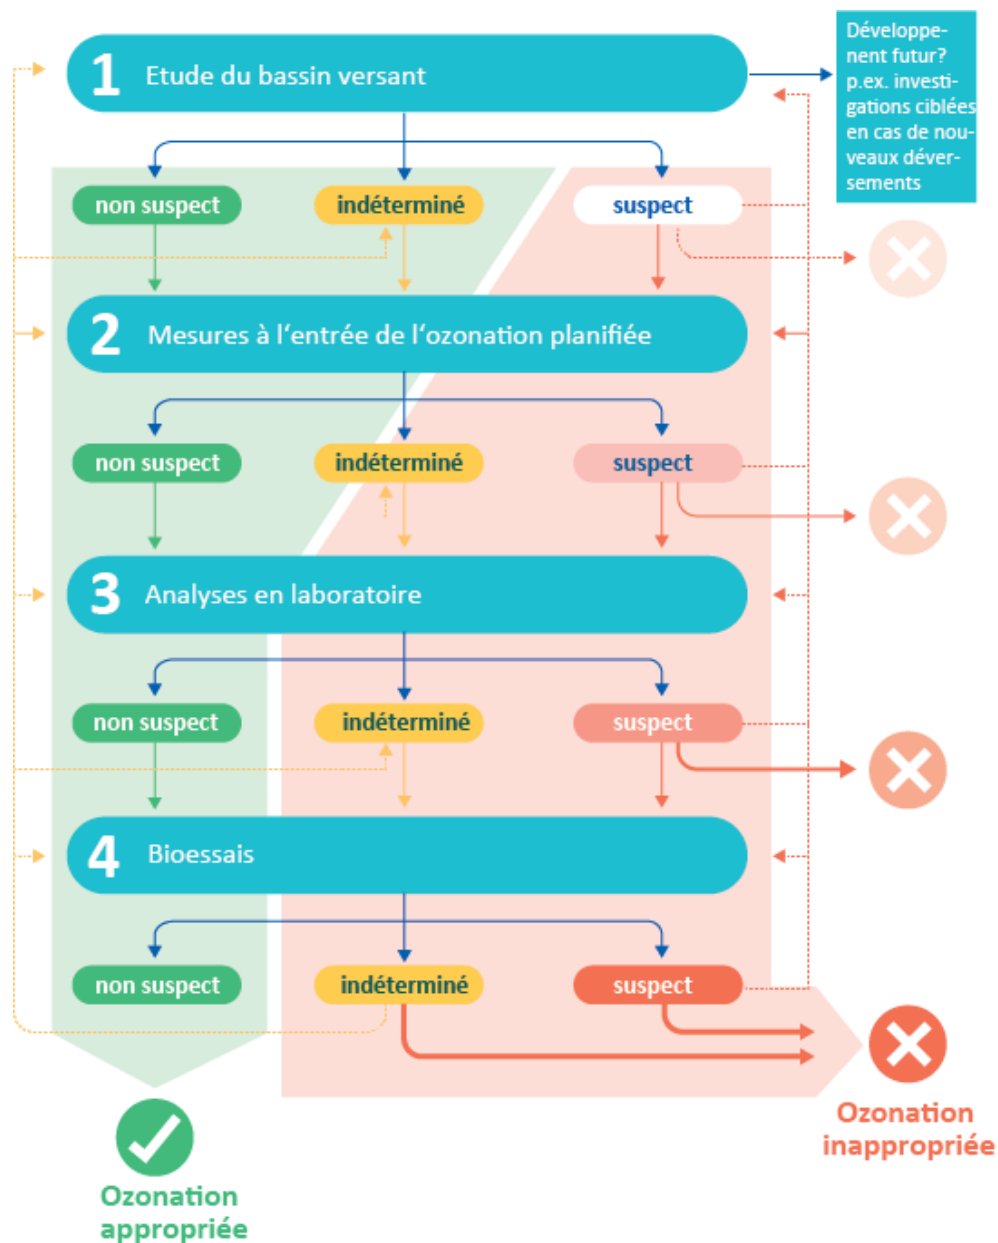 1 Etude du bassin versant
Développe-
nent futur?
p.ex. investi-
gations ciblées
en cas de nou-
veaux déver-
sements
non suspect
indéterminé
suspect
2 Mesures à l‘entrée de l‘ozonation planifiée
non suspect
indéterminé
suspect
3 Analyses en laboratoire
non suspect
indéterminé
suspect
4 Bioessais
non suspect
indéterminé
suspect
Ozonation
inappropriée
Ozonation
appropriée